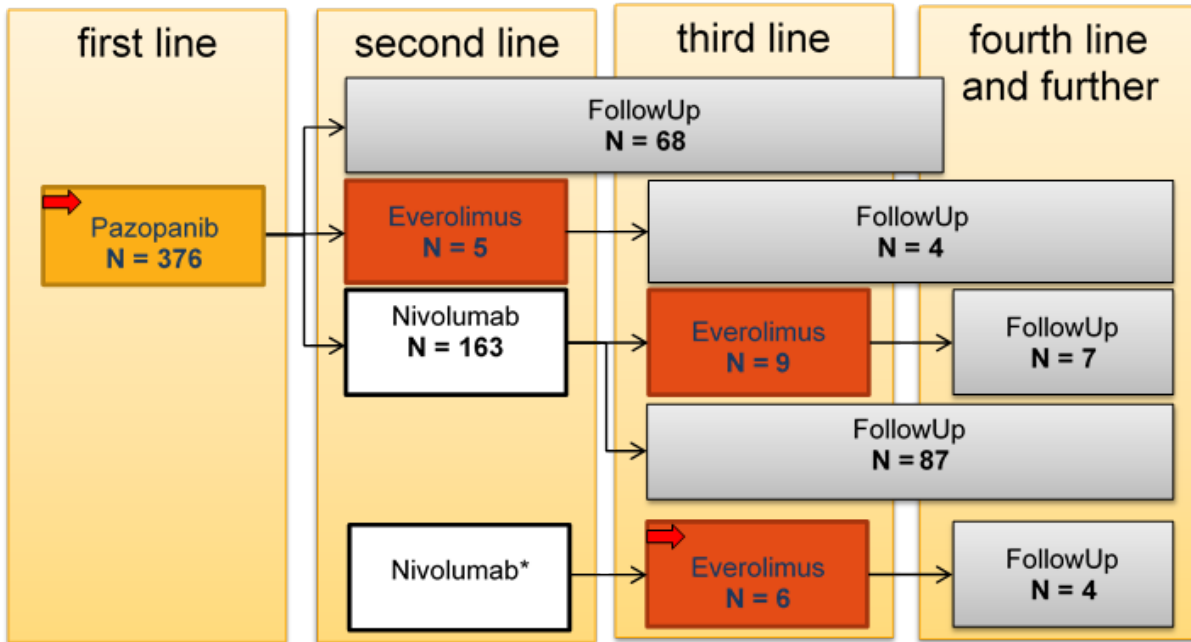 first line
second line
third line
fourth line
and further
FollowUp
N = 68
Pazopanib
N = 376
Everolimus
N = 5
FollowUp
N = 4
Nivolumab
N = 163
Everolimus
N = 9
FollowUp
N = 7
FollowUp
N = 87
Nivolumab*
Everolimus
N = 6
FollowUp
N = 4